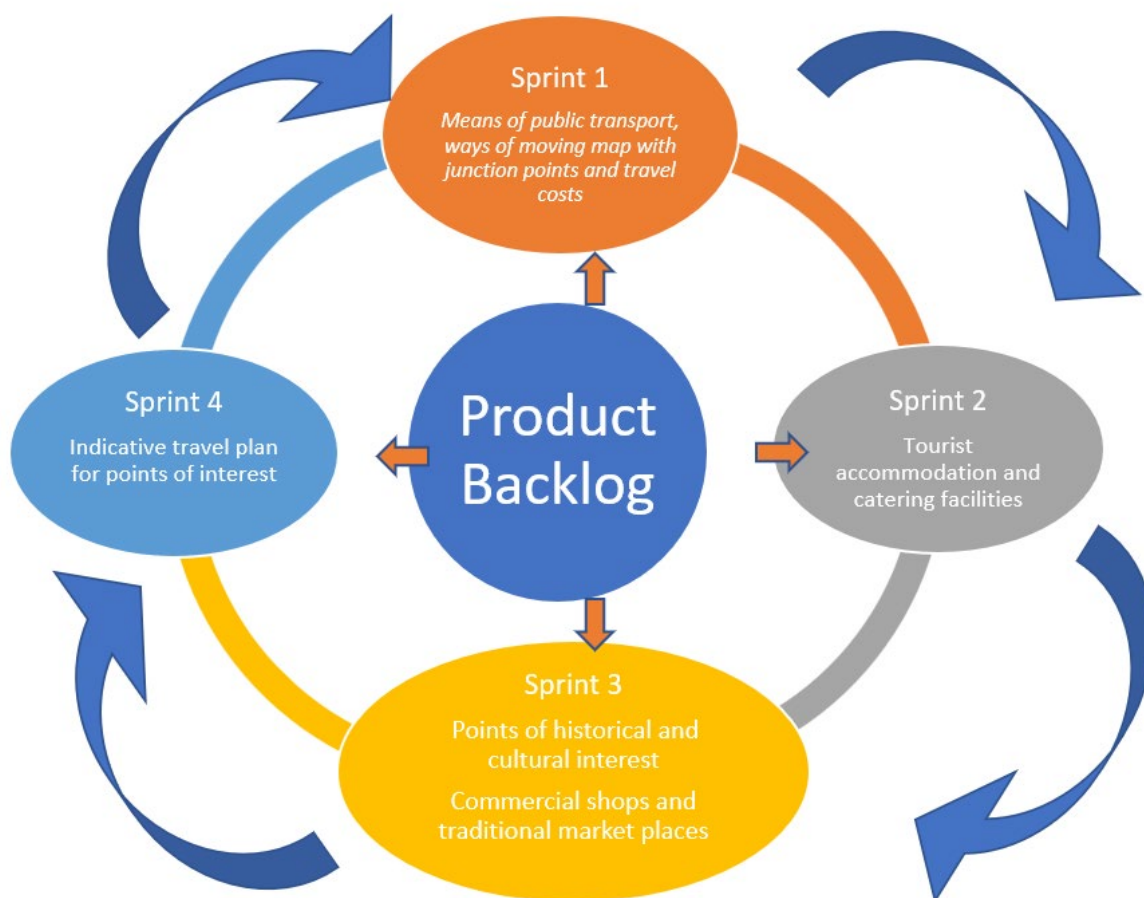 Sprint 1
Means of public transport,
ways of moving map with
junction points and travel
costs
Sprint 2
Tourist
accommodation and
catering facilities
Sprint 3
Points of historical and
cultural interest
Commercial shops and
traditional market places
Sprint 4
Indicative travel plan
for points of interest
Product
Backlog